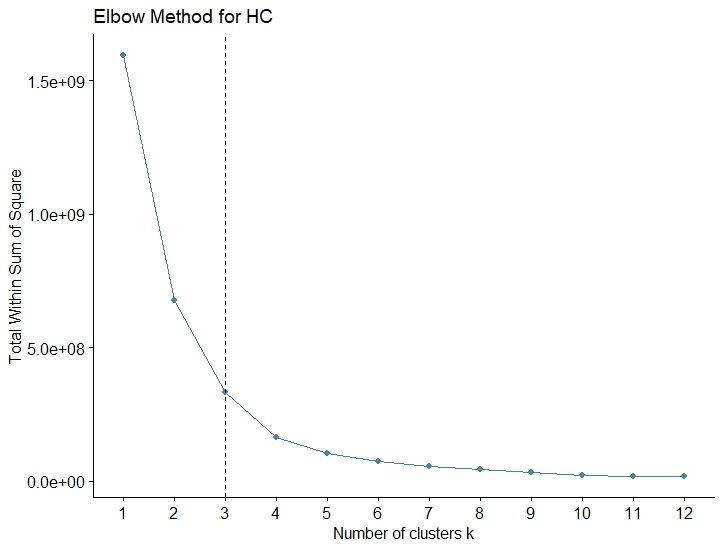 Elbow Method for HC
Total Within Sum of Square
1.5e+09
1.0e+09
5.0e+08
0.0e+00
1 2 3 4 5 6 7 8 9 10 11 12
Number of clusters k